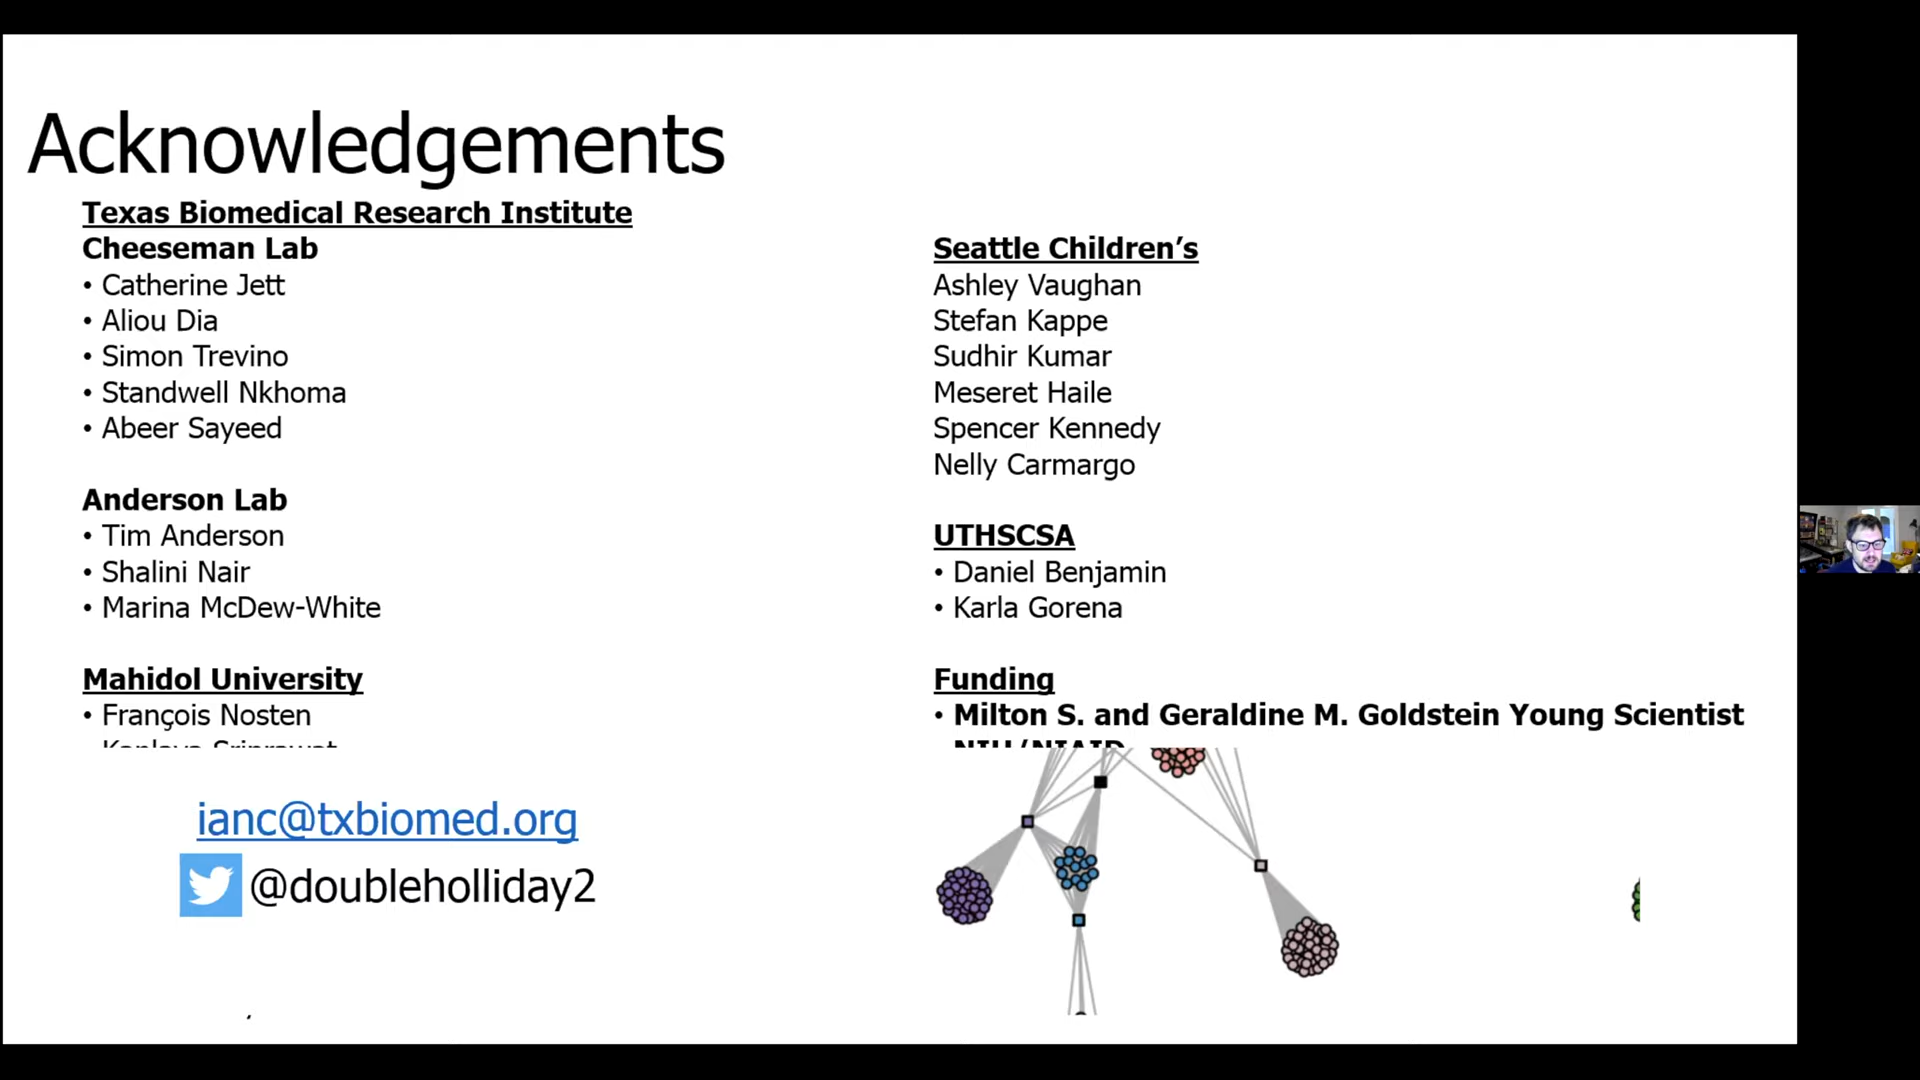 Acknowledgements
Texas Biomedical Research Institute
Cheeseman Lab
• Catherine Jett
• Aliou Dia
• Simon Trevino
• Standwell Nkhoma
• Abeer Sayeed
Anderson Lab
• Tim Anderson
• Shalini Nair
• Marina McDew-White
Mahidol University
• François Nosten
ianc@txbiomed.org
@doubleholliday2
Seattle Children’s
Ashley Vaughan
Stefan Kappe
Sudhir Kumar
Meseret Haile
Spencer Kennedy
Nelly Carmargo
UTHSCSA
• Daniel Benjamin
• Karla Gorena
Funding
• Milton S. and Geraldine M. Goldstein Young Scientist
NIH/NIAID